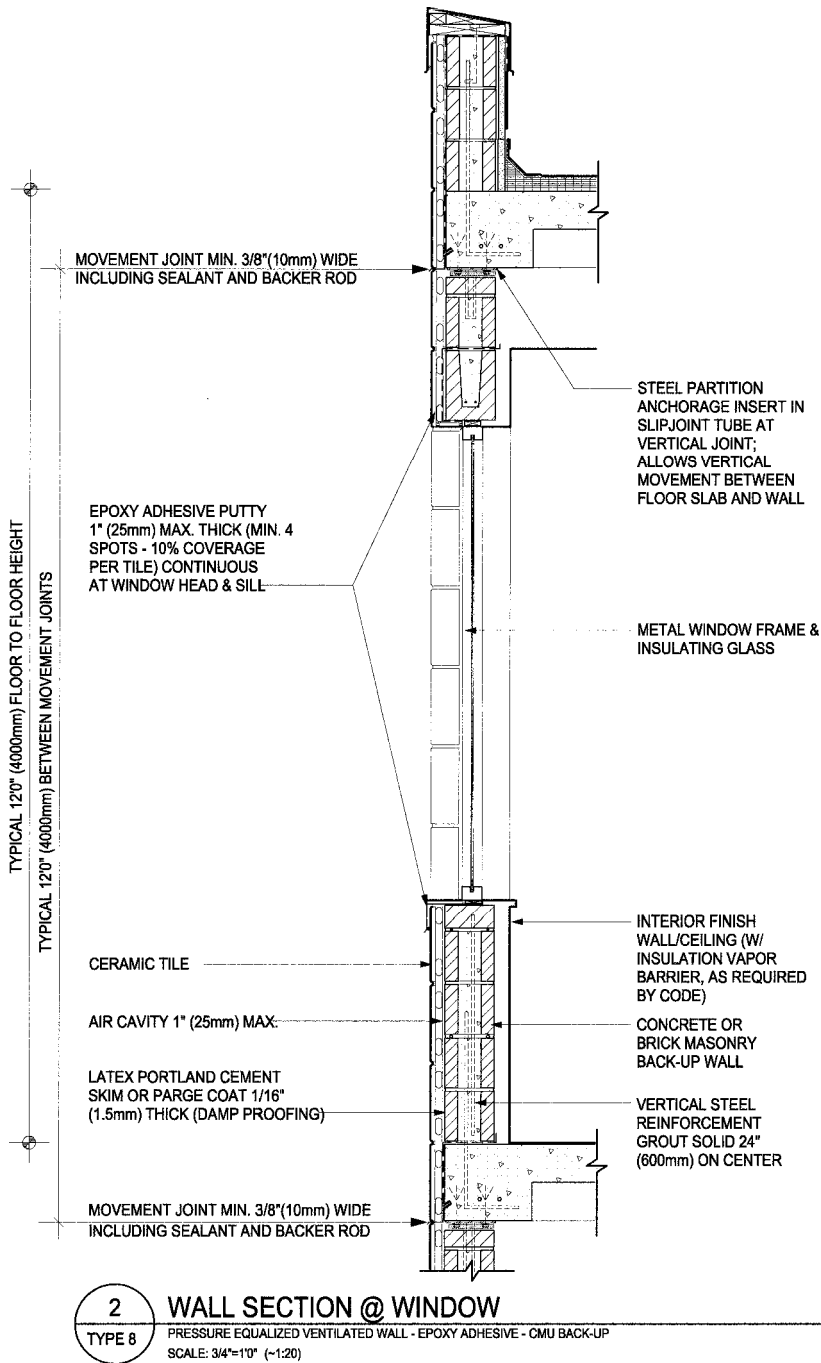 MOVEMENT JOINT MIN. 3/8"(10mm) WIDE
INCLUDING SEALANT AND BACKER ROD
STEEL PARTITION
ANCHORAGE INSERT IN
SLIPJOINT TUBE AT
VERTICAL JOINT;
ALLOWS VERTICAL
MOVEMENT BETWEEN
FLOOR SLAB AND WALL
EPOXY ADHESIVE PUTTY
1" (25mm) MAX. THICK (MIN. 4
SPOTS - 10% COVERAGE
PER TILE) CONTINUOUS
AT WINDOW HEAD & SILL
TYPICAL 12'0" (4000mm) FLOOR TO FLOOR HEIGHT
TYPICAL 12'0" (4000mm) BETWEEN MOVEMENT JOINTS
METAL WINDOW FRAME &
INSULATING GLASS
INTERIOR FINISH
WALL/CEILING (W/
INSULATION VAPOR
BARRIER, AS REQUIRED
BY CODE)
CERAMIC TILE
AIR CAVITY 1" (25mm) MAX.
CONCRETE OR
BRICK MASONRY
BACK-UP WALL
LATEX PORTLAND CEMENT
SKIM OR PARGE COAT 1/16"
(1.5mm) THICK (DAMP PROOFING)
VERTICAL STEEL
REINFORCEMENT
GROUT SOLID 24"
(600mm) ON CENTER
MOVEMENT JOINT MIN. 3/8"(10mm) WIDE
INCLUDING SEALANT AND BACKER ROD
2
TYPE 8
WALL SECTION @ WINDOW
PRESSURE EQUALIZED VENTILATED WALL - EPOXY ADHESIVE - CMU BACK-UP
SCALE: 3/4"=1'0" (~1:20)